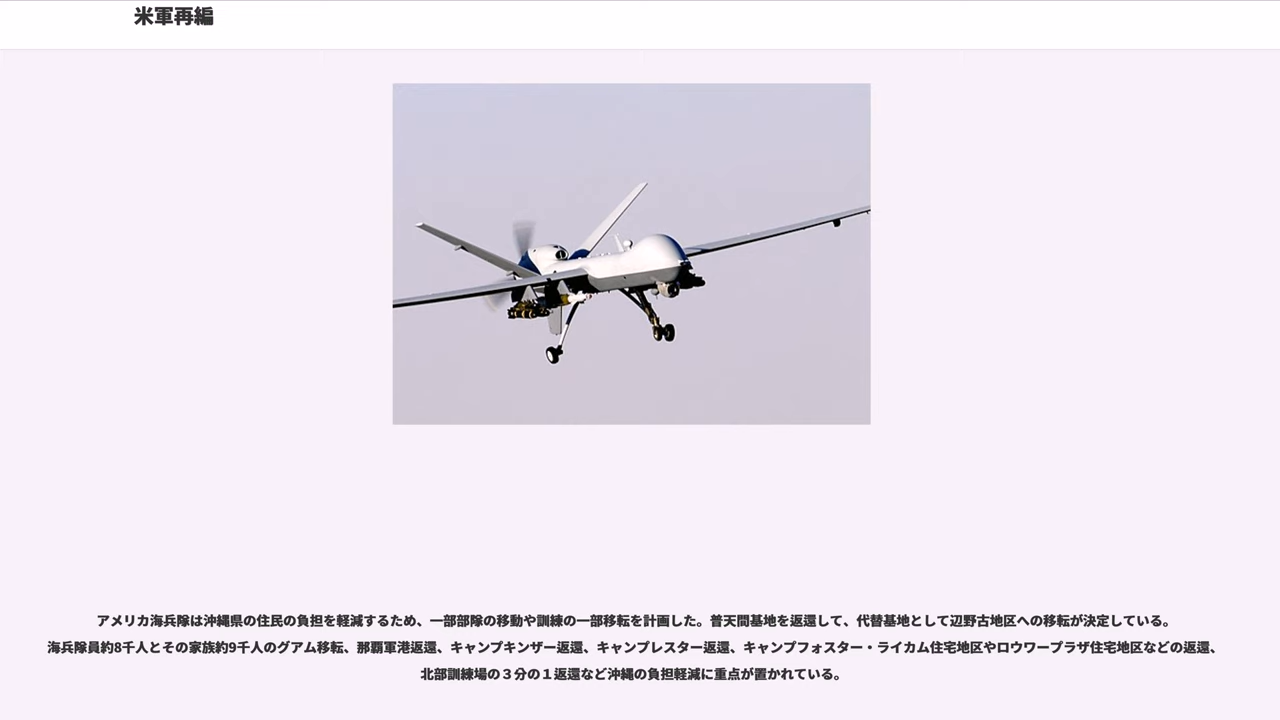 米軍再編
アメリカ海兵隊は沖縄県の住民の負担を軽減するため、一部部隊の移動や訓練の一部移転を計画した。普天間基地を返還して、代替基地として辺野古地区への移転が決定している。
海兵隊員約8千人とその家族約9千人のグアム移転、那覇軍港返還、キャンプキンザー返還、キャンプレスター返還、キャンプフォスター・ライカム住宅地区やロウワープラザ住宅地区などの返還、
北部訓練場の３分の１返還など沖縄の負担軽減に重点が置かれている。